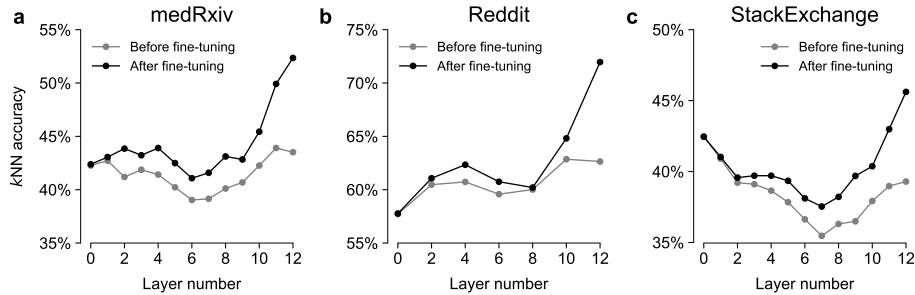 a medRxiv
55%
50%
45%
40%
35%
kNN accuracy
Before fine-tuning
After fine-tuning
0 2 4 6 8 10 12
Layer number
b Reddit
75%
70%
65%
60%
55%
Before fine-tuning
After fine-tuning
0 2 4 6 8 10 12
Layer number
c StackExchange
50%
45%
40%
35%
Before fine-tuning
After fine-tuning
0 2 4 6 8 10 12
Layer number